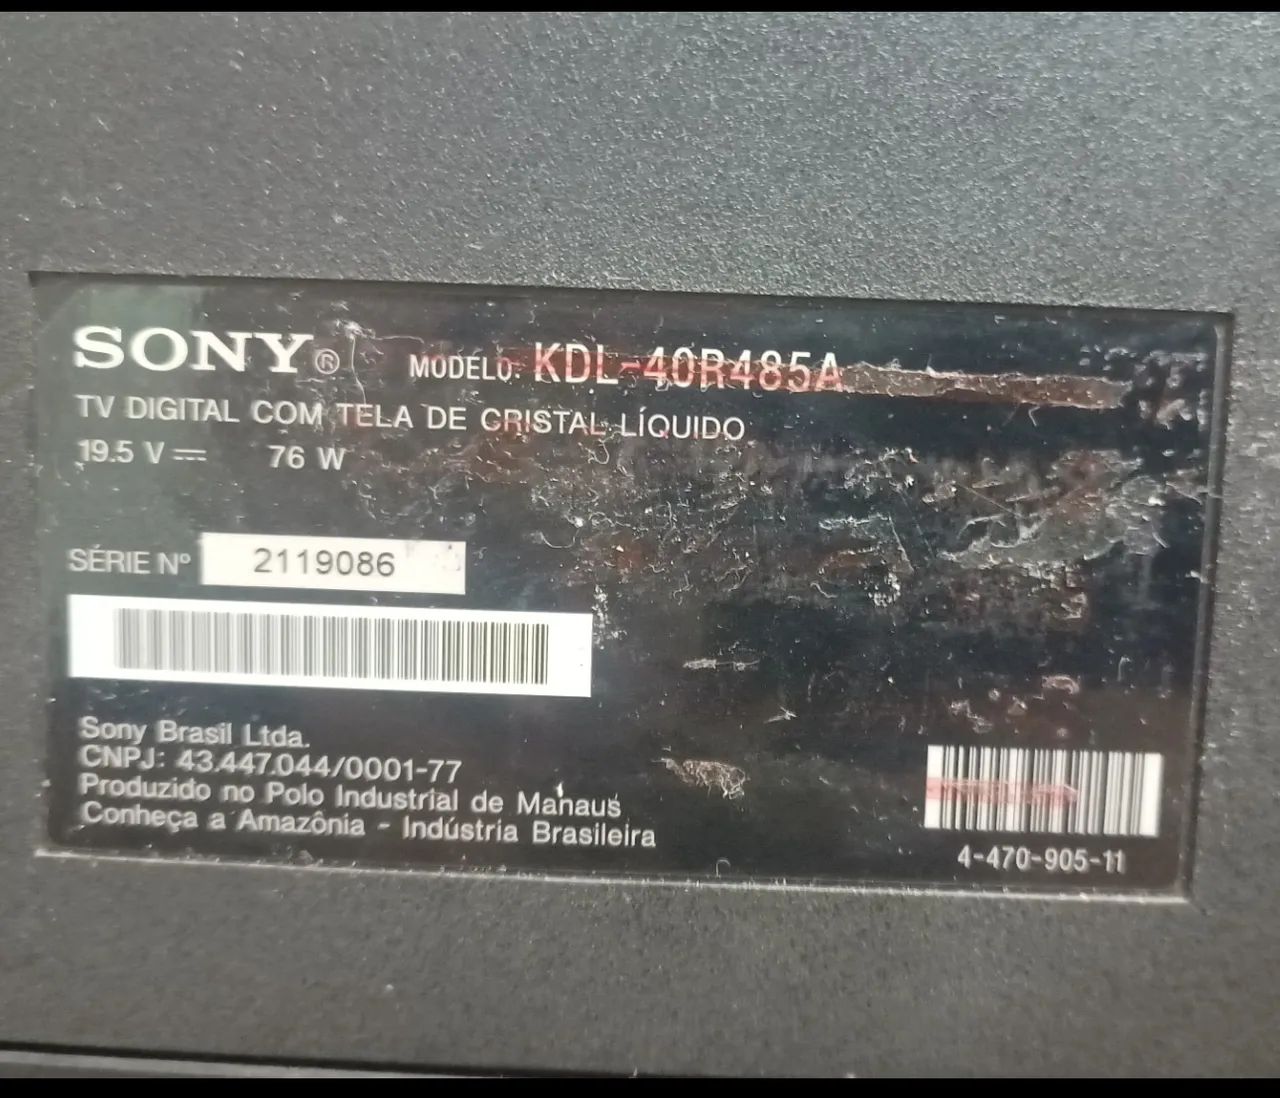 SONY® MODELO: KDL-40R485A
TV DIGITAL COM TELA DE CRISTAL LÍQUIDO
19.5 V ⎓ 76 W
SÉRIE Nº 2119086
Sony Brasil Ltda.
CNPJ: 43.447.044/0001-77
Produzido no Polo Industrial de Manaus
Conheça a Amazônia - Indústria Brasileira
4-470-905-11